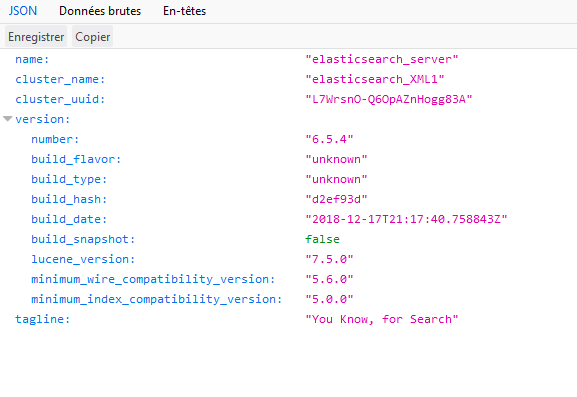 JSON Données brutes En-têtes
Enregistrer Copier
name: "elasticsearch_server"
cluster_name: "elasticsearch_XML1"
cluster_uuid: "L7WrsnO-Q6OpAZnHogg83A"
version:
number: "6.5.4"
build_flavor: "unknown"
build_type: "unknown"
build_hash: "d2ef93d"
build_date: "2018-12-17T21:17:40.758843Z"
build_snapshot: false
lucene_version: "7.5.0"
minimum_wire_compatibility_version: "5.6.0"
minimum_index_compatibility_version: "5.0.0"
tagline: "You Know, for Search"